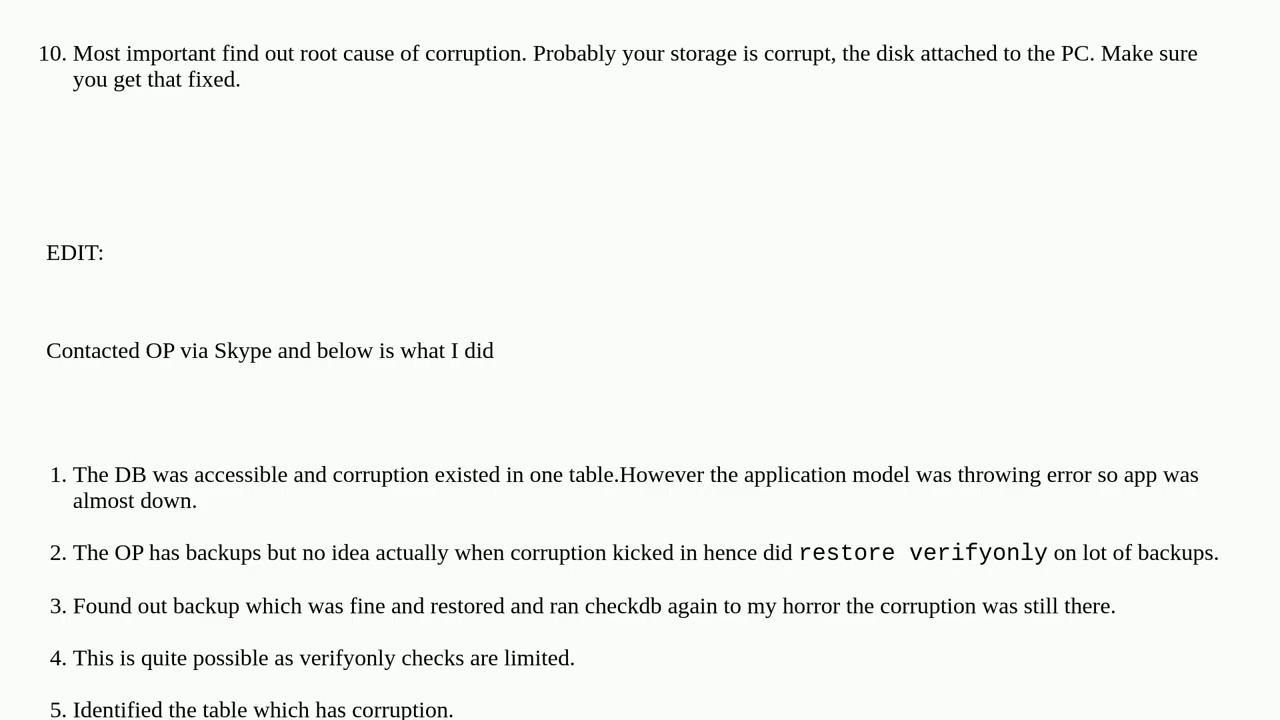 10. Most important find out root cause of corruption. Probably your storage is corrupt, the disk attached to the PC. Make sure
you get that fixed.
EDIT:
Contacted OP via Skype and below is what I did
1. The DB was accessible and corruption existed in one table.However the application model was throwing error so app was
almost down.
2. The OP has backups but no idea actually when corruption kicked in hence did restore verifyonly on lot of backups.
3. Found out backup which was fine and restored and ran checkdb again to my horror the corruption was still there.
4. This is quite possible as verifyonly checks are limited.
5. Identified the table which has corruption.